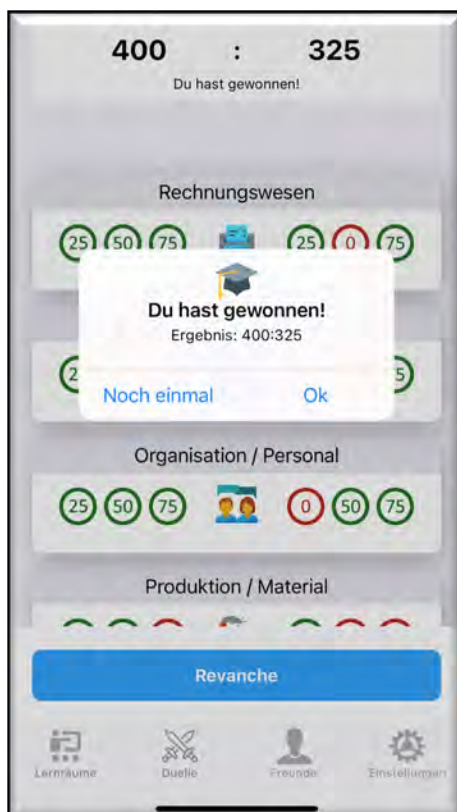 400 : 325
Du hast gewonnen!
Rechnungswesen
25 50 75 25 0 75
Du hast gewonnen!
Ergebnis: 400:325
Noch einmal Ok
Organisation / Personal
25 50 75 0 50 75
Produktion / Material
Revanche
Lernräume Duelle Freunde Einstellungen